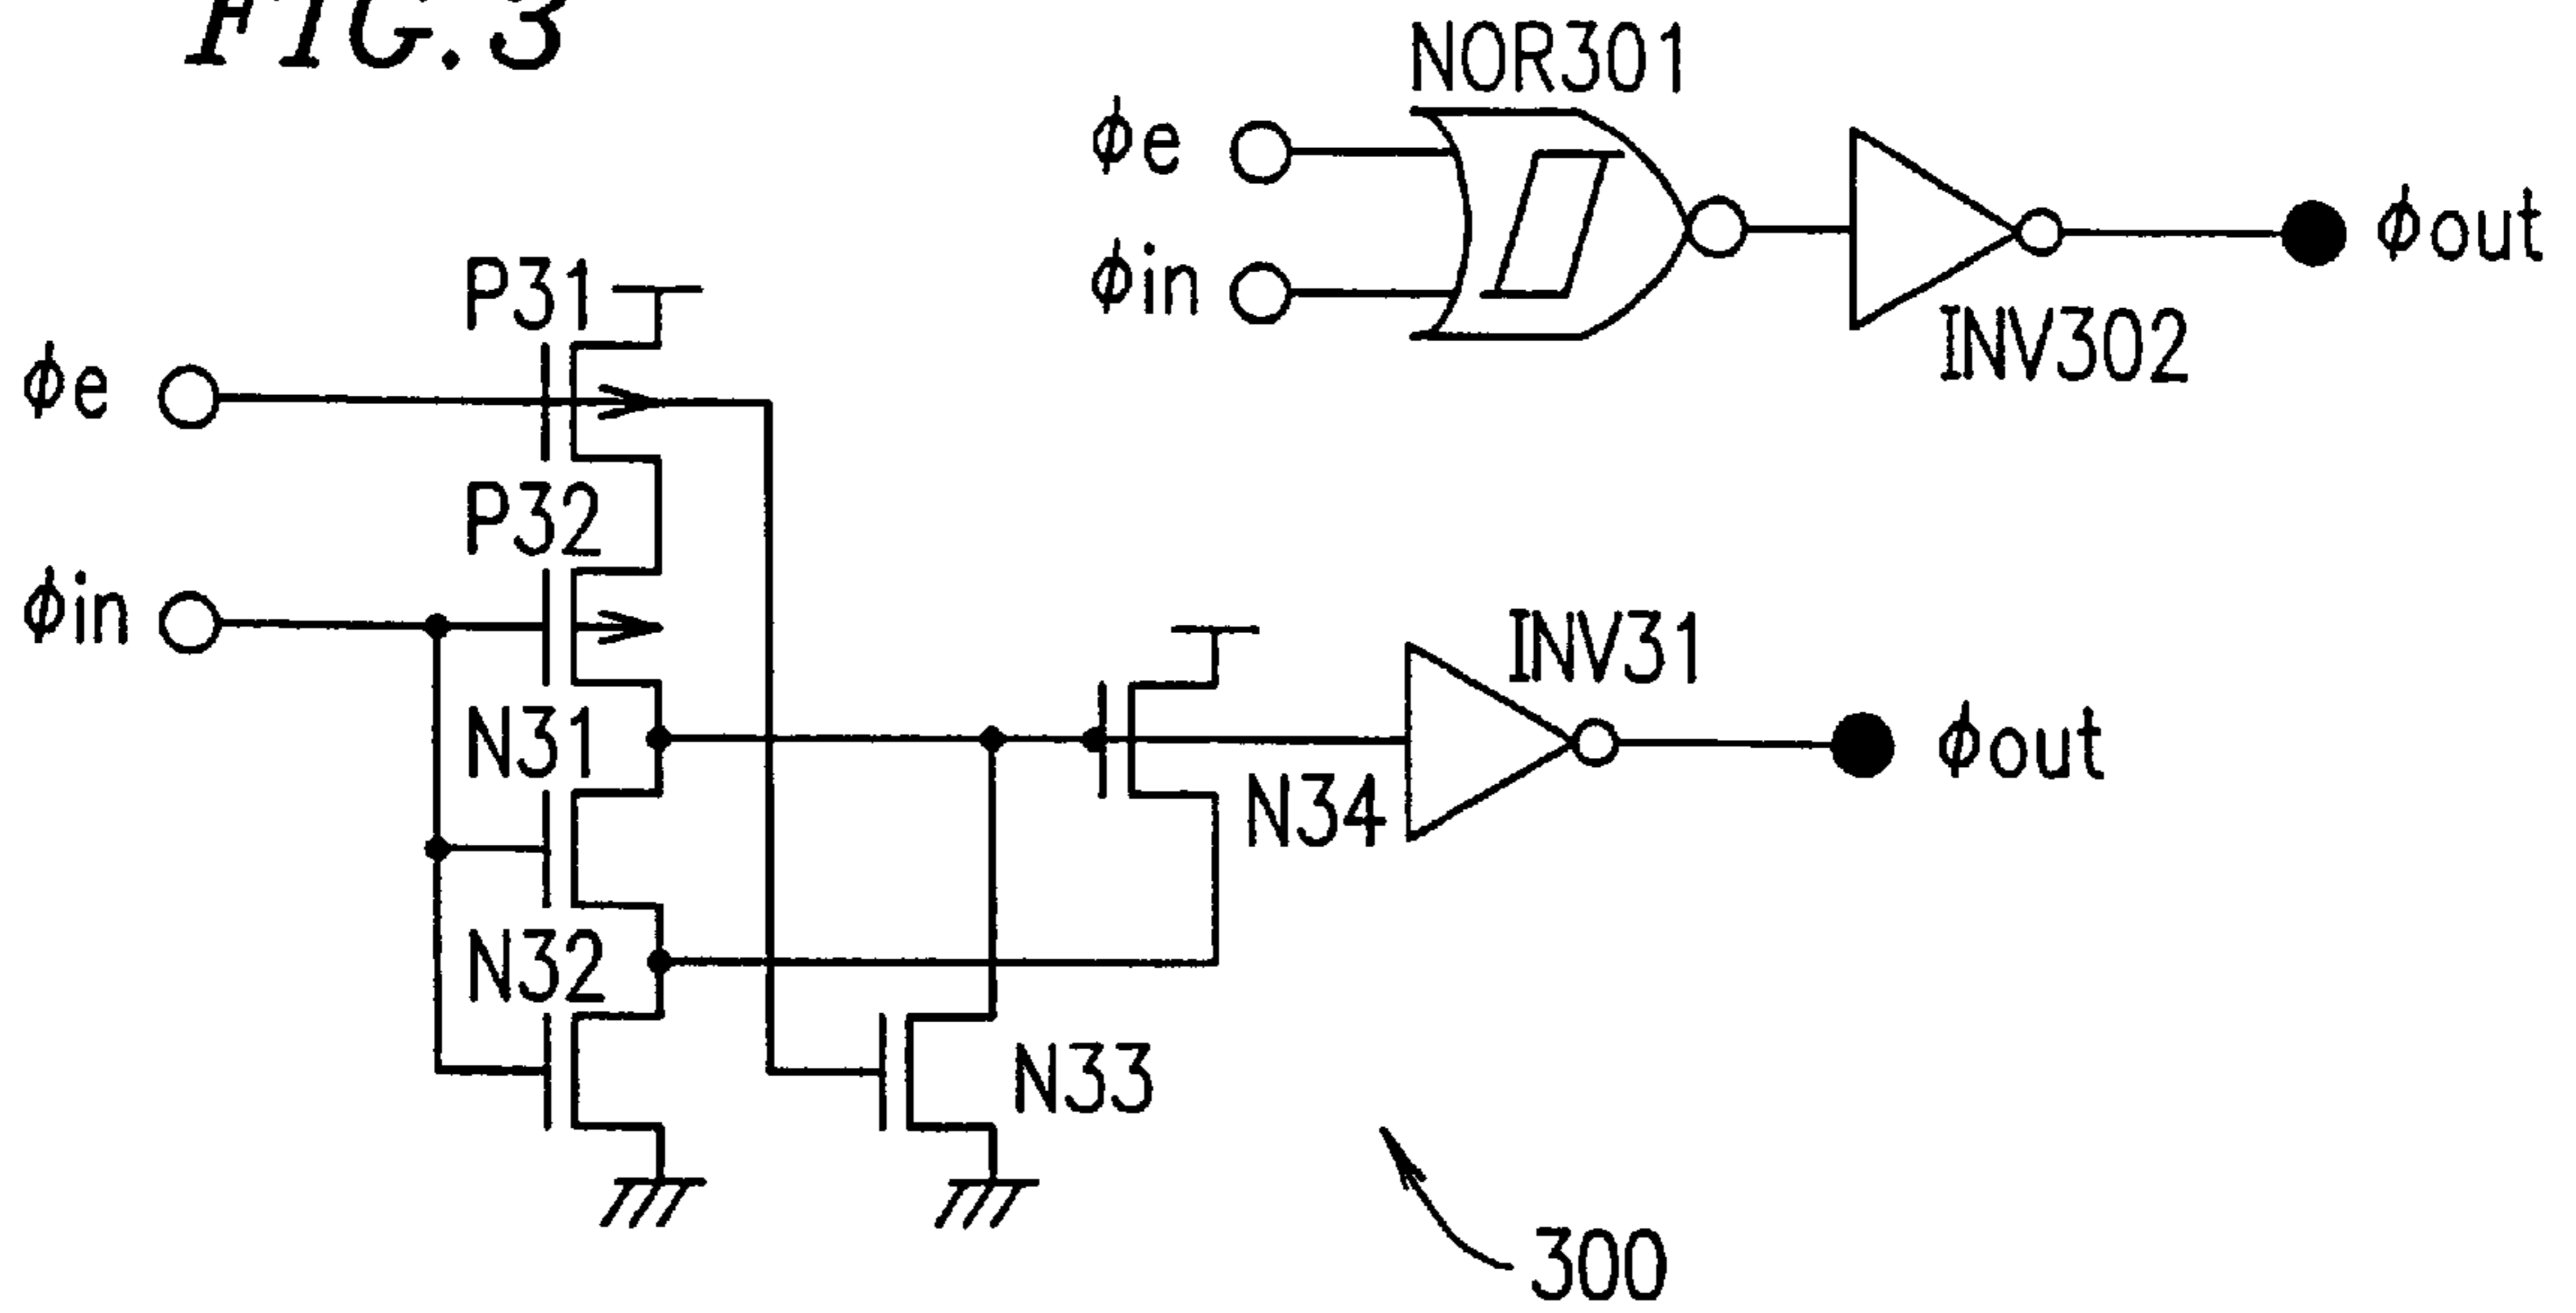 FIG.3
NOR301
ϕe
ϕin
ϕout
INV302
P31
ϕe
P32
ϕin
INV31
N31
ϕout
N34
N32
N33
300